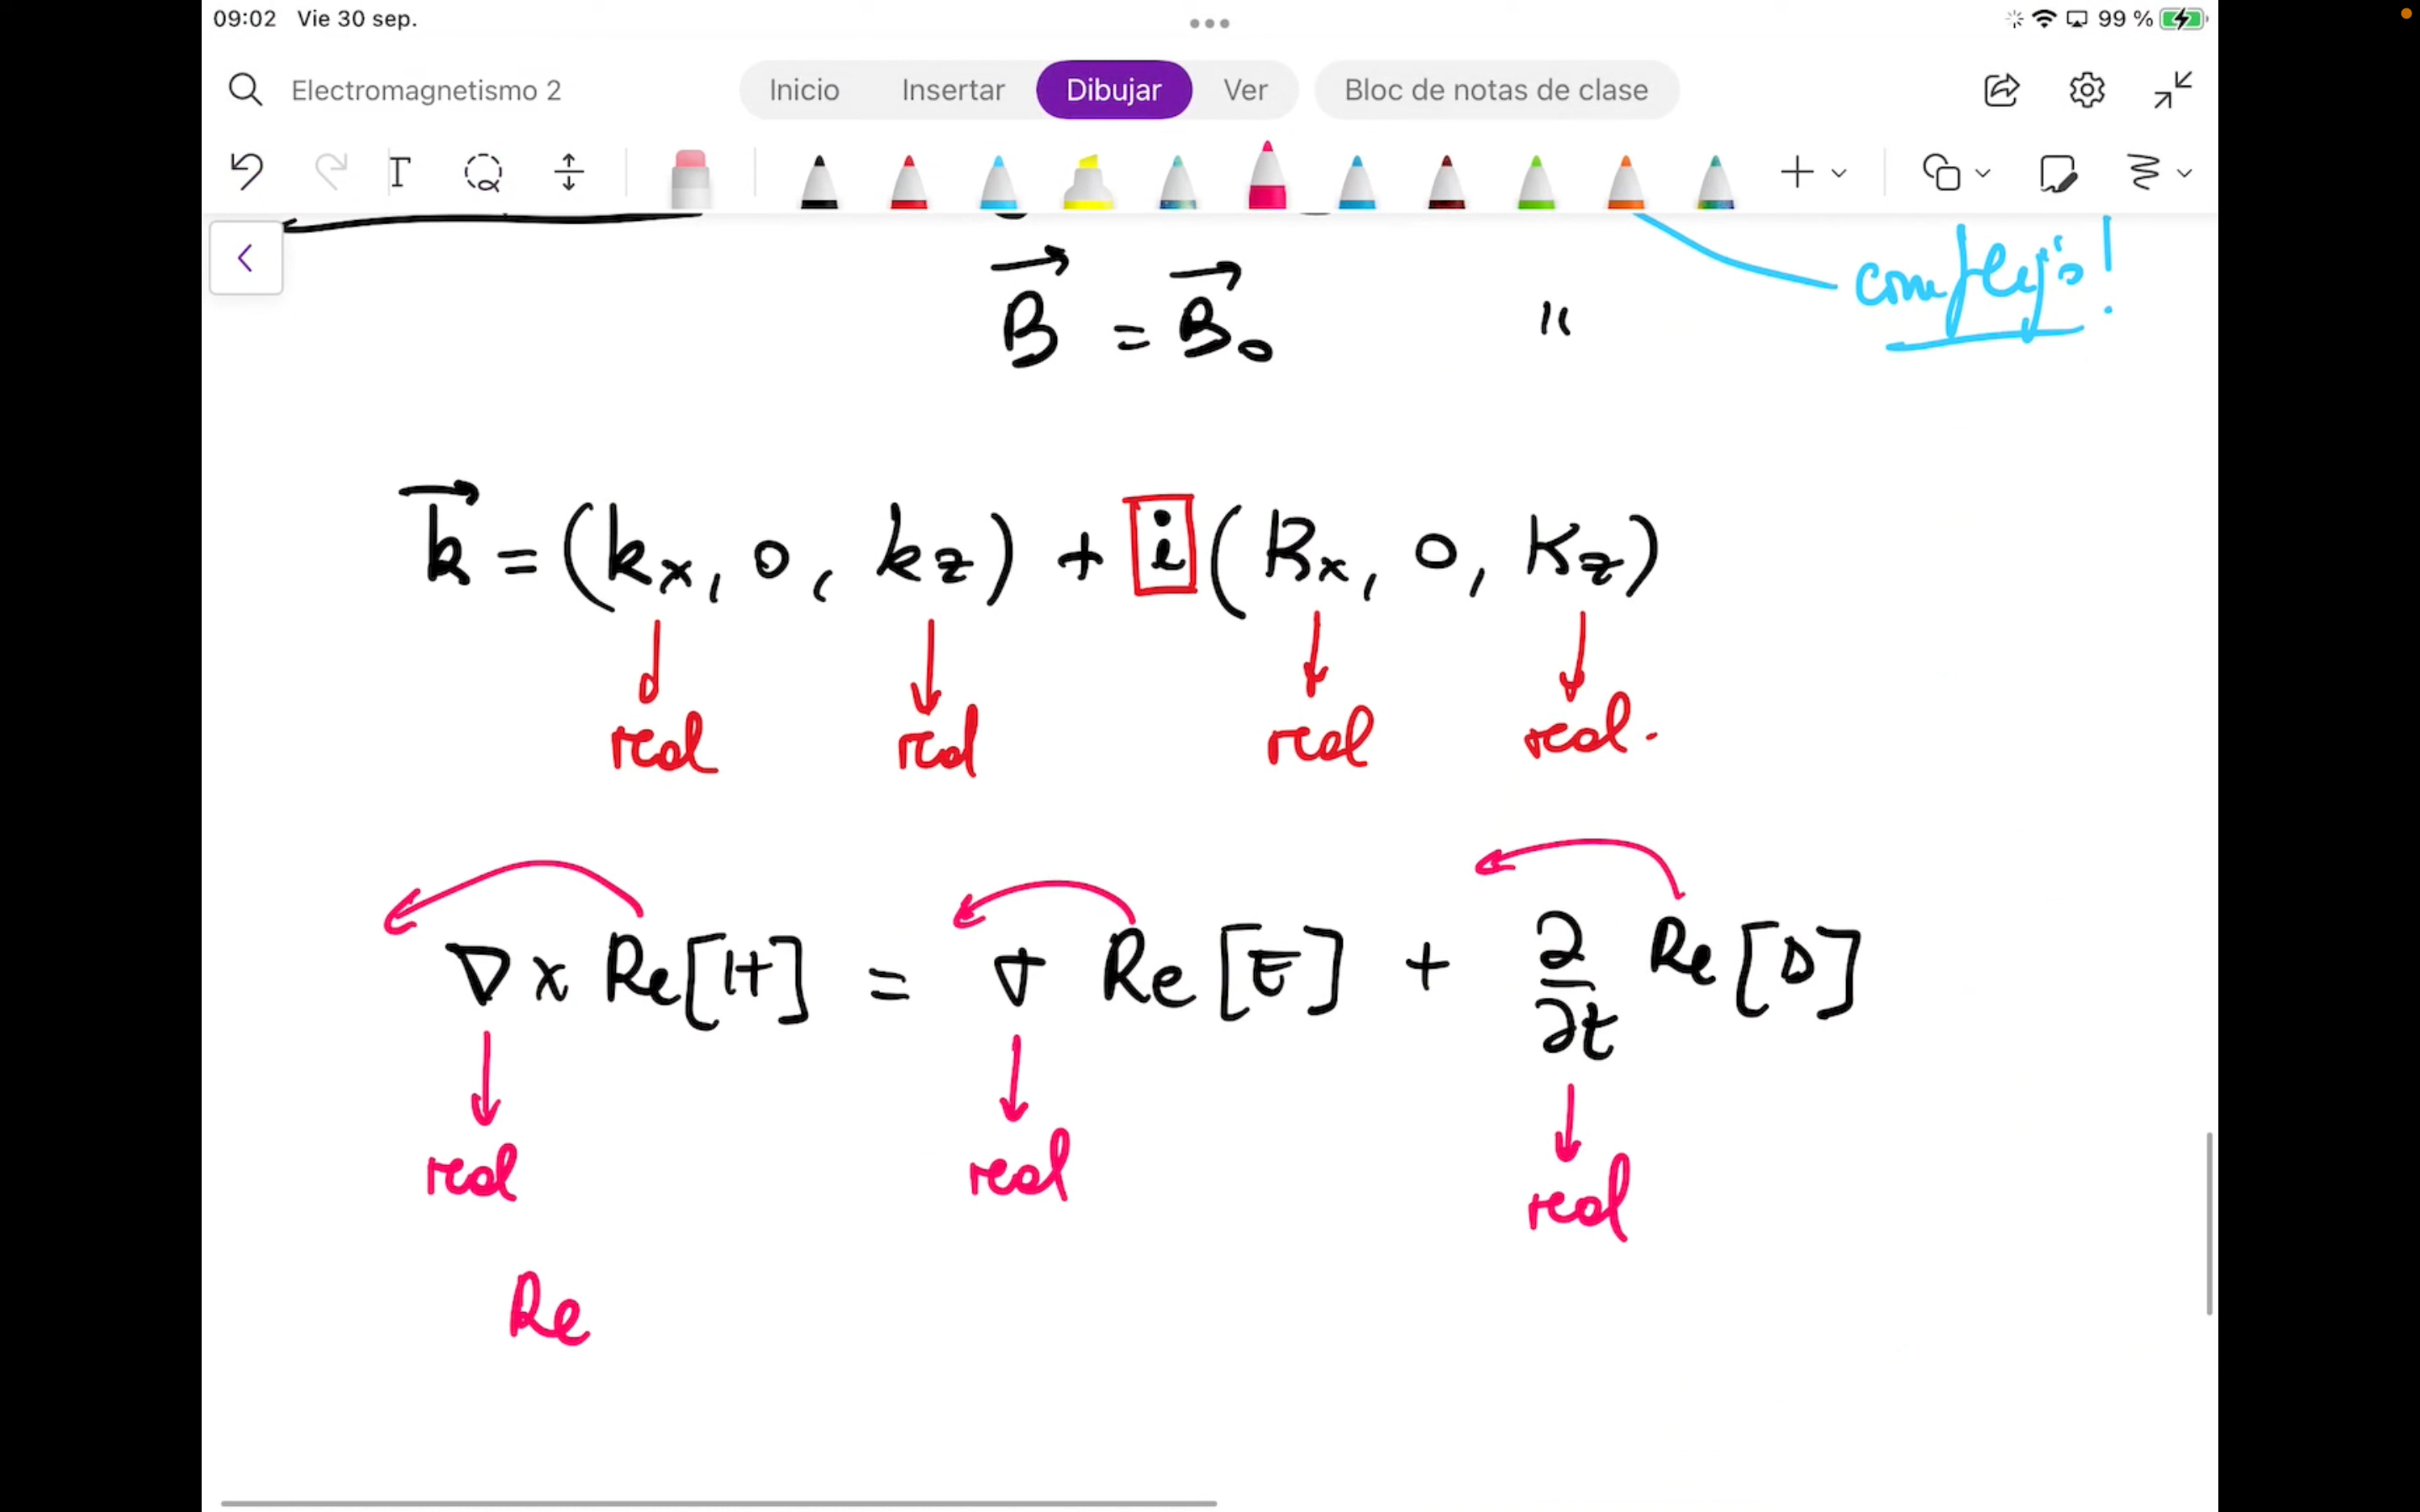 09:02 Vie 30 sep. 99 %
Electromagnetismo 2 Inicio Insertar Dibujar Ver Bloc de notas de clase
T
complejo!
B⃗ = B⃗₀ "
k⃗ = (kx, 0, kz) + i (Kx, 0, Kz)
real real real real.
∇ x Re[H] = σ Re[E] + ∂/∂t Re[D]
real real real
Re